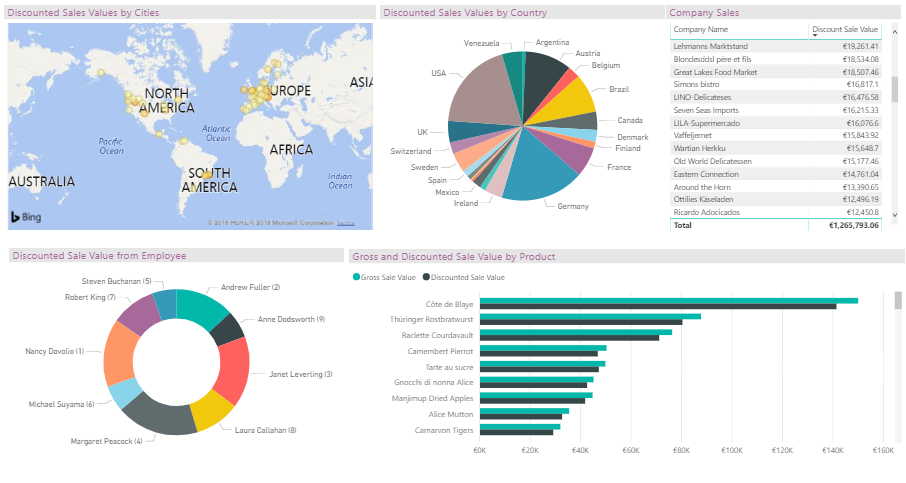 Discounted Sales Values by Cities
NORTH
AMERICA
EUROPE
ASIA
Pacific
Ocean
Atlantic
Ocean
AFRICA
SOUTH
AMERICA
Indian
Ocean
AUSTRALIA
Bing
Discounted Sales Values by Country
Venezuela
Argentina
Austria
Belgium
Brazil
Canada
Denmark
Finland
France
Germany
Ireland
Mexico
Spain
Sweden
Switzerland
UK
USA
Company Sales
Company Name Discount Sale Value
Lehmanns Marktstand €19,261.41
Blondesddsl père et fils €18,534.08
Great Lakes Food Market €18,507.46
Simons bistro €16,817.1
LINO-Delicateses €16,476.58
Seven Seas Imports €16,215.33
LILA-Supermercado €16,076.6
Vaffeljernet €15,843.92
Wartian Herkku €15,648.7
Old World Delicatessen €15,177.46
Eastern Connection €14,761.04
Around the Horn €13,390.65
Ottilies Käseladen €12,496.19
Ricardo Adocicados €12,450.8
Total €1,265,793.06
Discounted Sale Value from Employee
Steven Buchanan (5)
Andrew Fuller (2)
Robert King (7)
Anne Dodsworth (9)
Nancy Davolio (1)
Janet Leverling (3)
Michael Suyama (6)
Laura Callahan (8)
Margaret Peacock (4)
Gross and Discounted Sale Value by Product
Gross Sale Value Discounted Sale Value
Côte de Blaye
Thüringer Rostbratwurst
Raclette Courdavault
Camembert Pierrot
Tarte au sucre
Gnocchi di nonna Alice
Manjimup Dried Apples
Alice Mutton
Carnarvon Tigers
€0K €20K €40K €60K €80K €100K €120K €140K €160K